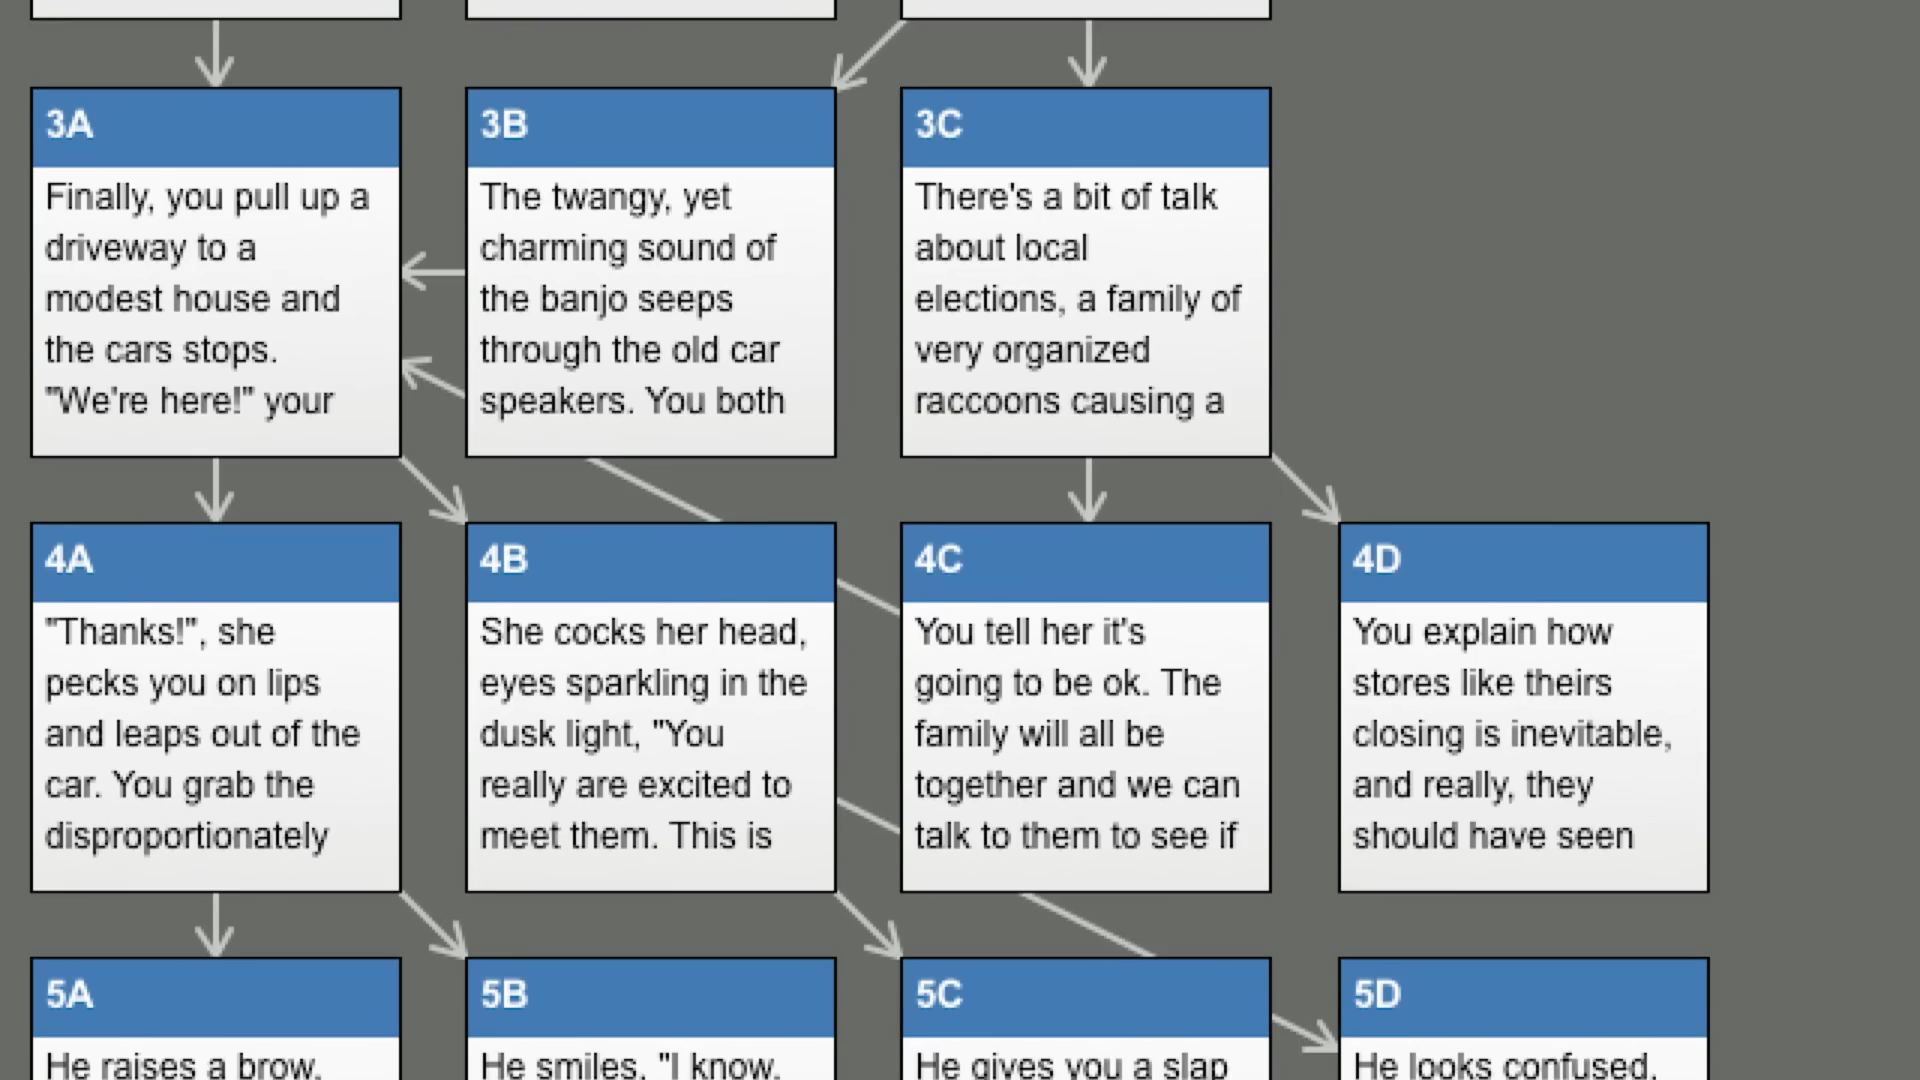 3A
Finally, you pull up a
driveway to a
modest house and
the cars stops.
"We're here!" your
3B
The twangy, yet
charming sound of
the banjo seeps
through the old car
speakers. You both
3C
There's a bit of talk
about local
elections, a family of
very organized
raccoons causing a
4A
"Thanks!", she
pecks you on lips
and leaps out of the
car. You grab the
disproportionately
4B
She cocks her head,
eyes sparkling in the
dusk light, "You
really are excited to
meet them. This is
4C
You tell her it's
going to be ok. The
family will all be
together and we can
talk to them to see if
4D
You explain how
stores like theirs
closing is inevitable,
and really, they
should have seen
5A
He raises a brow,
5B
He smiles, "I know,
5C
He gives you a slap
5D
He looks confused,